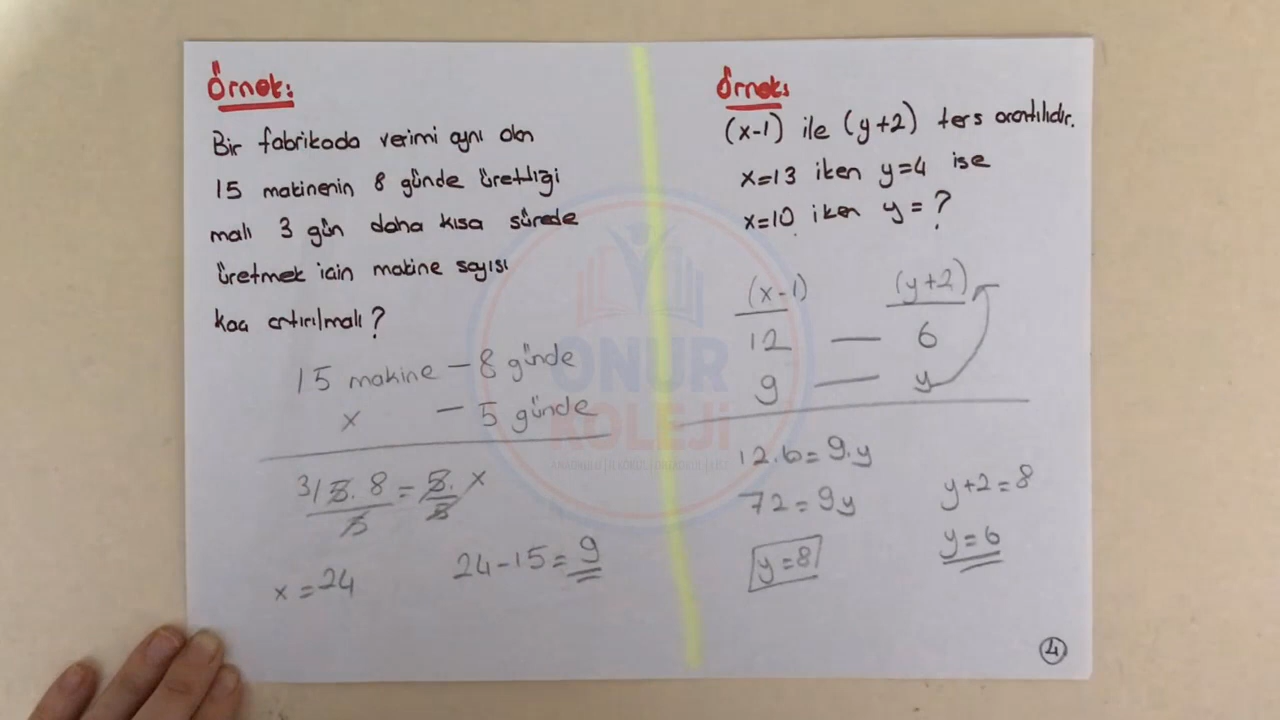 Örnek:
Bir fabrikada verimi aynı olan
15 makinenin 8 günde ürettiği
malı 3 gün daha kısa sürede
üretmek için makine sayısı
kaç artırılmalı?
15 makine – 8 günde
x – 5 günde
15 . 8 = 5 . x
x = 24
24 - 15 = 9
Örnek:
(x-1) ile (y+2) ters orantılıdır.
x=13 iken y=4 ise
x=10 iken y=?
(x-1) (y+2)
12 — 6
9 — y
12.6=9.y
72=9y
y=8
y+2=8
y=6
4
ONUR
KOLEJİ